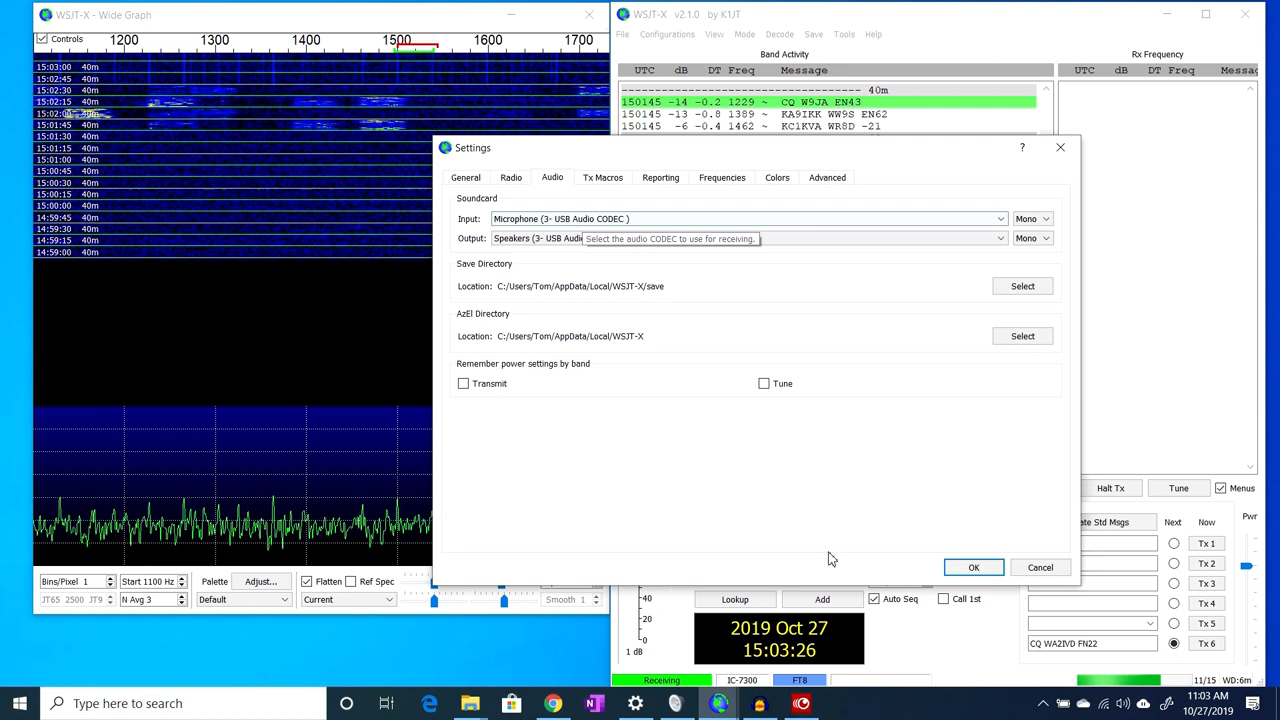 WSJT-X - Wide Graph
Controls
1200 1300 1400 1500 1600 1700
15:03:00 40m
15:02:45 40m
15:02:30 40m
15:02:15 40m
15:02:00 40m
15:01:45 40m
15:01:30 40m
15:01:15 40m
15:01:00 40m
15:00:45 40m
15:00:30 40m
15:00:15 40m
15:00:00 40m
14:59:45 40m
14:59:30 40m
14:59:15 40m
14:59:00 40m
Bins/Pixel 1 Start 1100 Hz Palette Adjust... Flatten Ref Spec
JT65 2500 JT9 N Avg 3 Default Current Smooth 1
WSJT-X v2.1.0 by K1JT
File Configurations View Mode Decode Save Tools Help
Band Activity Rx Frequency
UTC dB DT Freq Message UTC dB DT Freq Messag
------------------------------------ 40m
150145 -14 -0.2 1229 ~ CQ W9JA EN43
150145 -13 -0.8 1389 ~ KA9IKK WW9S EN62
150145 -6 -0.4 1462 ~ KC1KVA WR8D -21
Settings
?
General Radio Audio Tx Macros Reporting Frequencies Colors Advanced
Soundcard
Input: Microphone (3- USB Audio CODEC ) Mono
Output: Speakers (3- USB Audi Mono
Select the audio CODEC to use for receiving.
Save Directory
Location: C:/Users/Tom/AppData/Local/WSJT-X/save Select
AzEl Directory
Location: C:/Users/Tom/AppData/Local/WSJT-X Select
Remember power settings by band
Transmit Tune
OK Cancel
Halt Tx Tune Menus
ate Std Msgs Next Now Pwr
Tx 1
Tx 2
Tx 3
Tx 4
Tx 5
CQ WA2IVD FN22 Tx 6
40
20
0
1 dB
Lookup Add Auto Seq Call 1st
2019 Oct 27
15:03:26
Receiving IC-7300 FT8 11/15 WD:6m
Type here to search
11:03 AM
10/27/2019